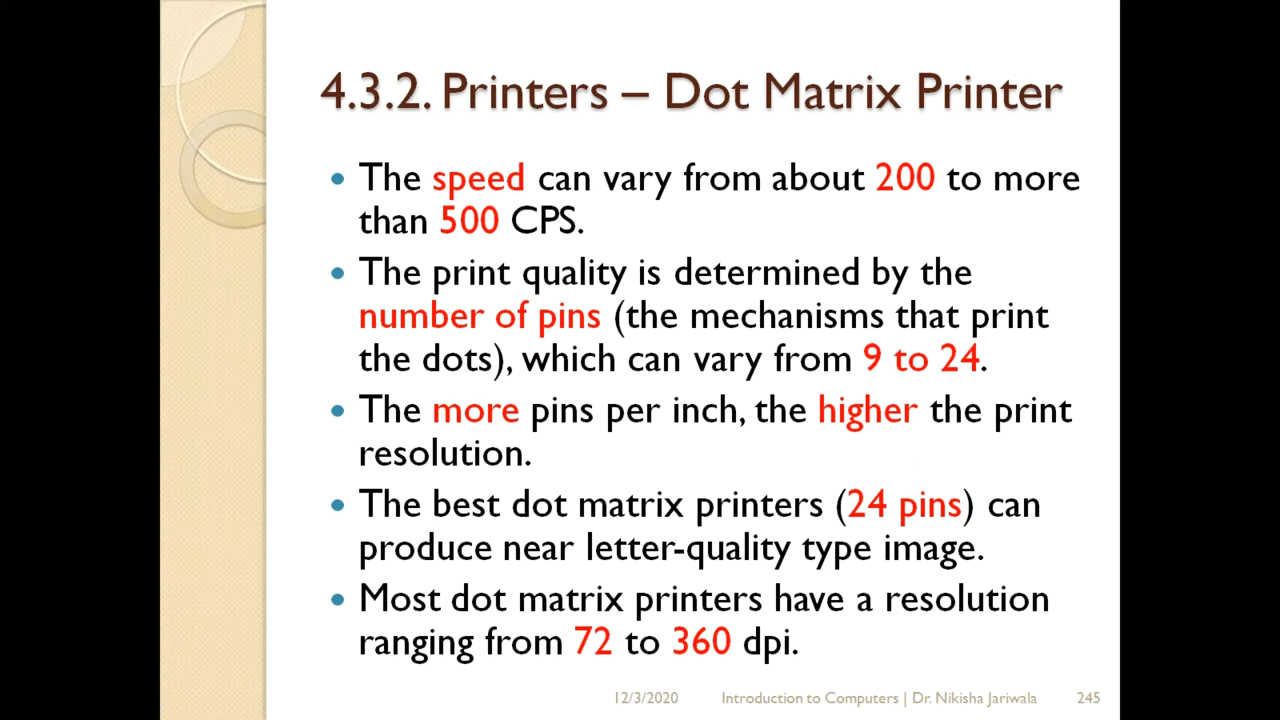 4.3.2. Printers – Dot Matrix Printer
• The speed can vary from about 200 to more
than 500 CPS.
• The print quality is determined by the
number of pins (the mechanisms that print
the dots), which can vary from 9 to 24.
• The more pins per inch, the higher the print
resolution.
• The best dot matrix printers (24 pins) can
produce near letter-quality type image.
• Most dot matrix printers have a resolution
ranging from 72 to 360 dpi.
12/3/2020 Introduction to Computers | Dr. Nikisha Jariwala 245